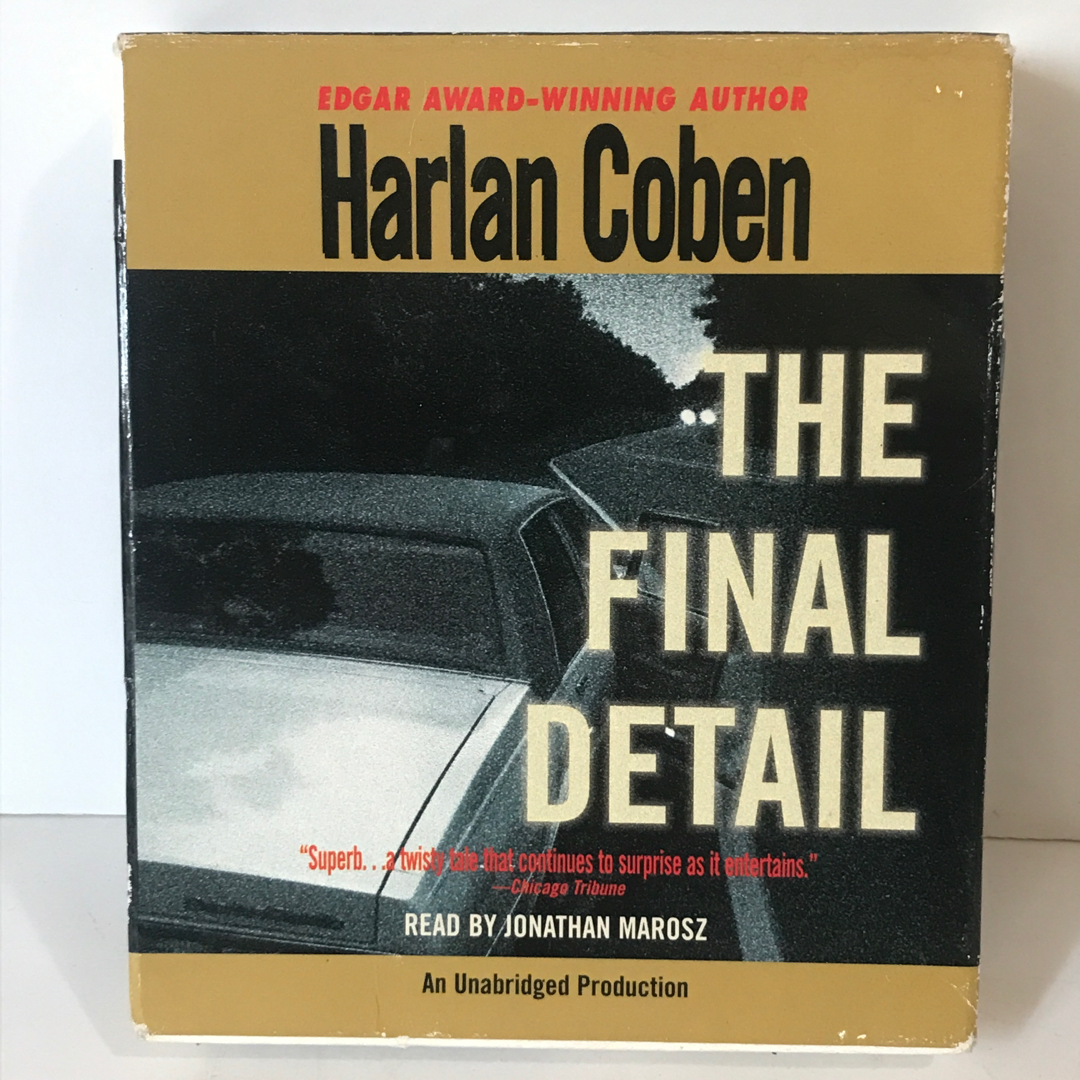 EDGAR AWARD-WINNING AUTHOR
Harlan Coben
THE
FINAL
DETAIL
“Superb. . .a twisty tale that continues to surprise as it entertains.”
—Chicago Tribune
READ BY JONATHAN MAROSZ
An Unabridged Production